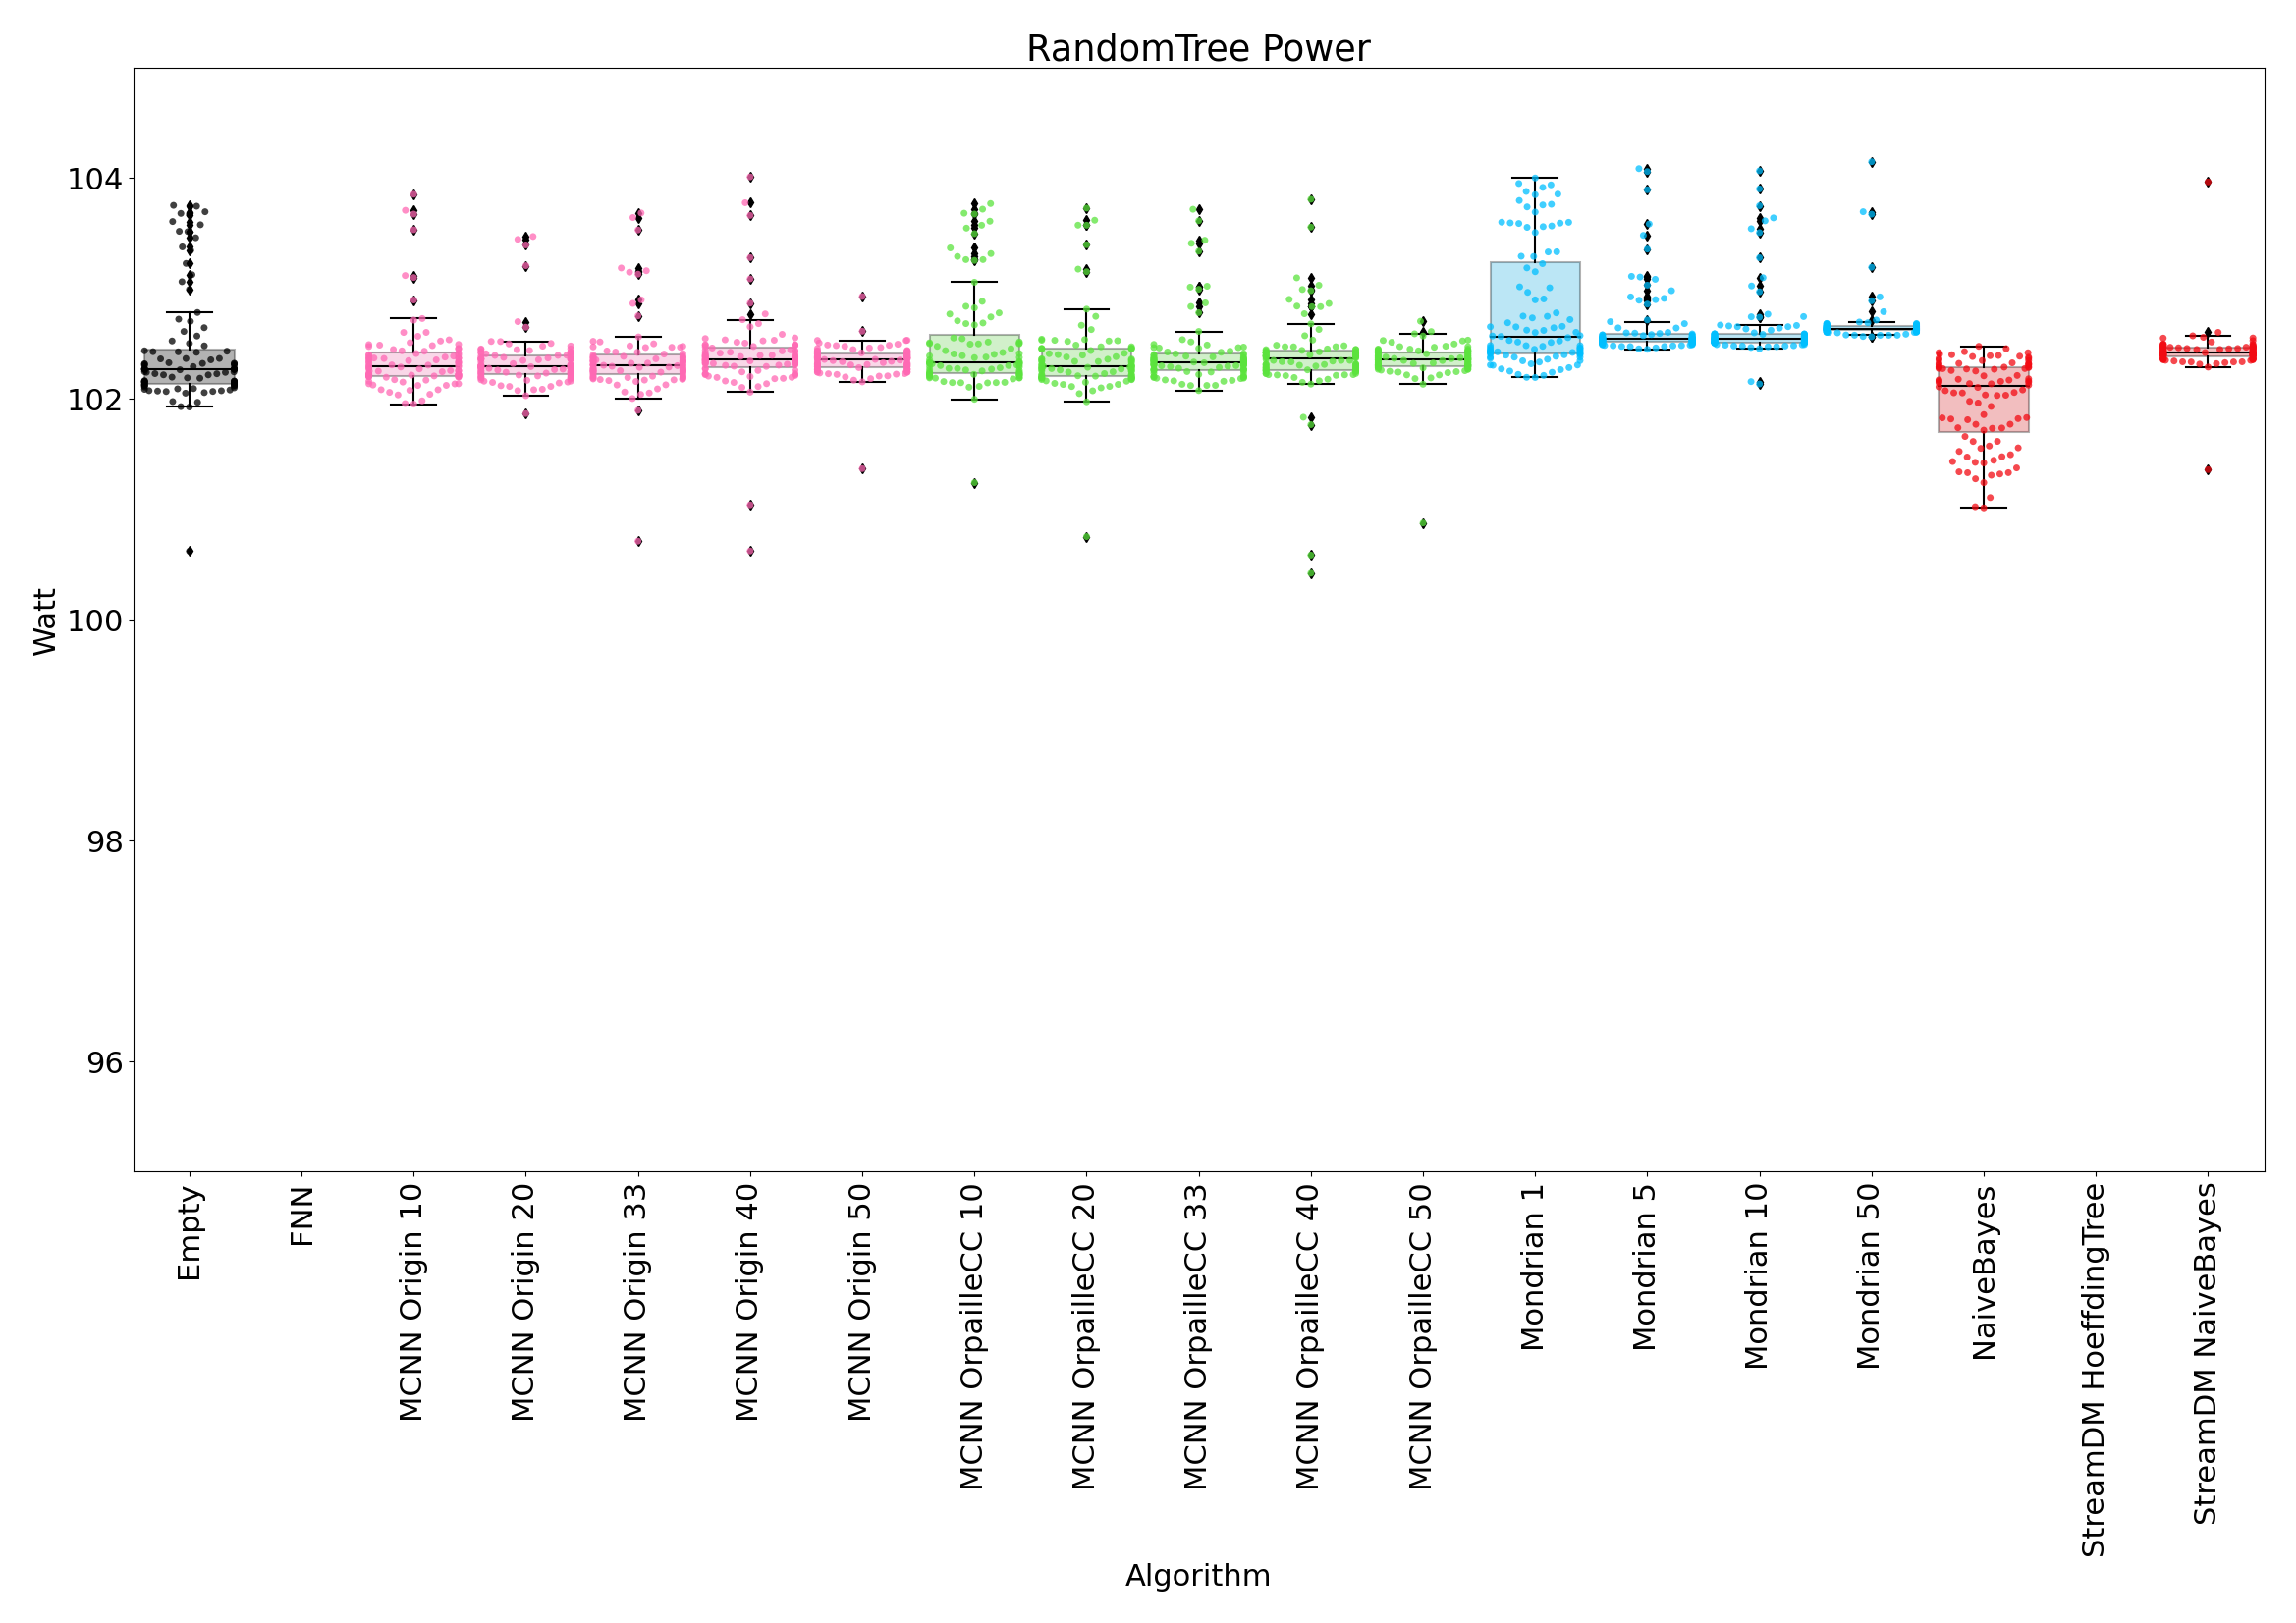 RandomTree Power
Watt
104
102
100
98
96
Empty
FNN
MCNN Origin 10
MCNN Origin 20
MCNN Origin 33
MCNN Origin 40
MCNN Origin 50
MCNN OrpailleCC 10
MCNN OrpailleCC 20
MCNN OrpailleCC 33
MCNN OrpailleCC 40
MCNN OrpailleCC 50
Mondrian 1
Mondrian 5
Mondrian 10
Mondrian 50
NaiveBayes
StreamDM HoeffdingTree
StreamDM NaiveBayes
Algorithm